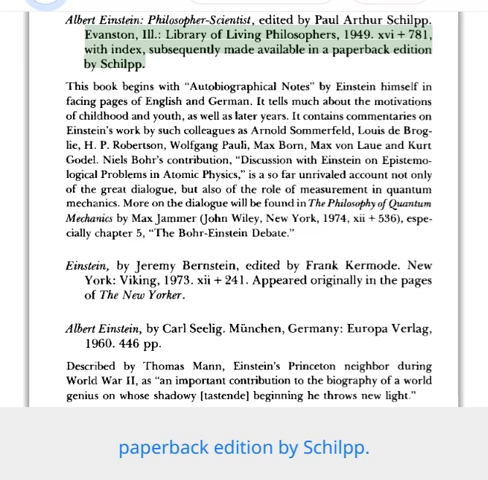 Albert Einstein: Philosopher-Scientist, edited by Paul Arthur Schilpp.
Evanston, Ill.: Library of Living Philosophers, 1949. xvi + 781,
with index, subsequently made available in a paperback edition
by Schilpp.
This book begins with “Autobiographical Notes” by Einstein himself in
facing pages of English and German. It tells much about the motivations
of childhood and youth, as well as later years. It contains commentaries on
Einstein’s work by such colleagues as Arnold Sommerfeld, Louis de Brog-
lie, H. P. Robertson, Wolfgang Pauli, Max Born, Max von Laue and Kurt
Godel. Niels Bohr’s contribution, “Discussion with Einstein on Epistemo-
logical Problems in Atomic Physics,” is a so far unrivaled account not only
of the great dialogue, but also of the role of measurement in quantum
mechanics. More on the dialogue will be found in The Philosophy of Quantum
Mechanics by Max Jammer (John Wiley, New York, 1974, xii + 536), espe-
cially chapter 5, “The Bohr-Einstein Debate.”
Einstein, by Jeremy Bernstein, edited by Frank Kermode. New
York: Viking, 1973. xii + 241. Appeared originally in the pages
of The New Yorker.
Albert Einstein, by Carl Seelig. München, Germany: Europa Verlag,
1960. 446 pp.
Described by Thomas Mann, Einstein’s Princeton neighbor during
World War II, as “an important contribution to the biography of a world
genius on whose shadowy [tastende] beginning he throws new light.”
paperback edition by Schilpp.